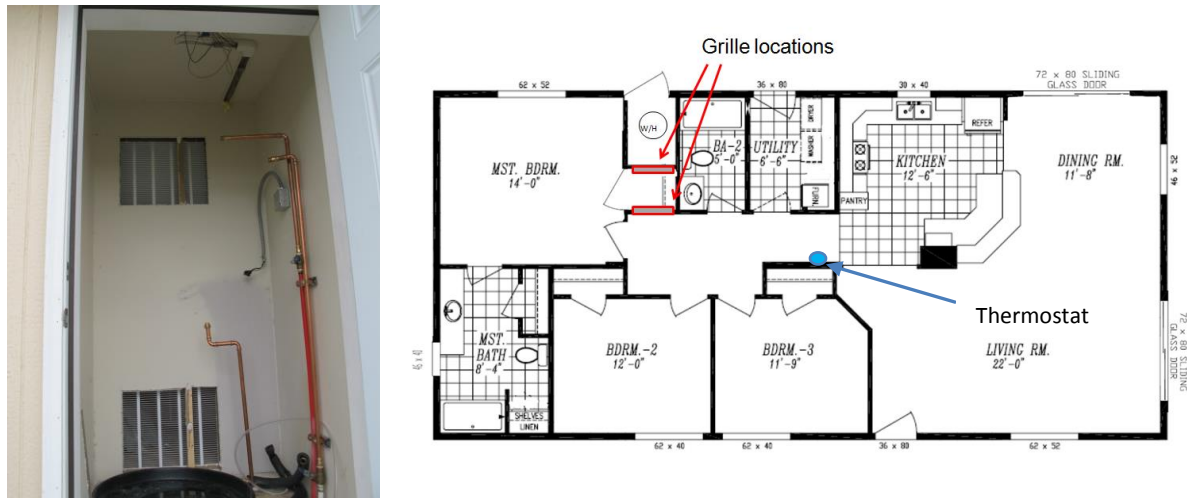 Grille locations
72 x 80 SLIDING
GLASS DOOR
62 x 52
36 x 80
30 x 40
W/H
DRYER
WASHER
REFER
BA-2
5'-0"
UTILITY
6'-6"
KITCHEN
12'-6"
DINING RM.
11'-8"
46 x 52
MST. BDRM.
14'-0"
FURN.
PANTRY
Thermostat
MST.
BATH
8'-4"
BDRM.-2
12'-0"
BDRM.-3
11'-9"
LIVING RM.
22'-0"
72 x 80 SLIDING
GLASS DOOR
SHELVES
LINEN
62 x 40
62 x 40
36 x 80
62 x 52